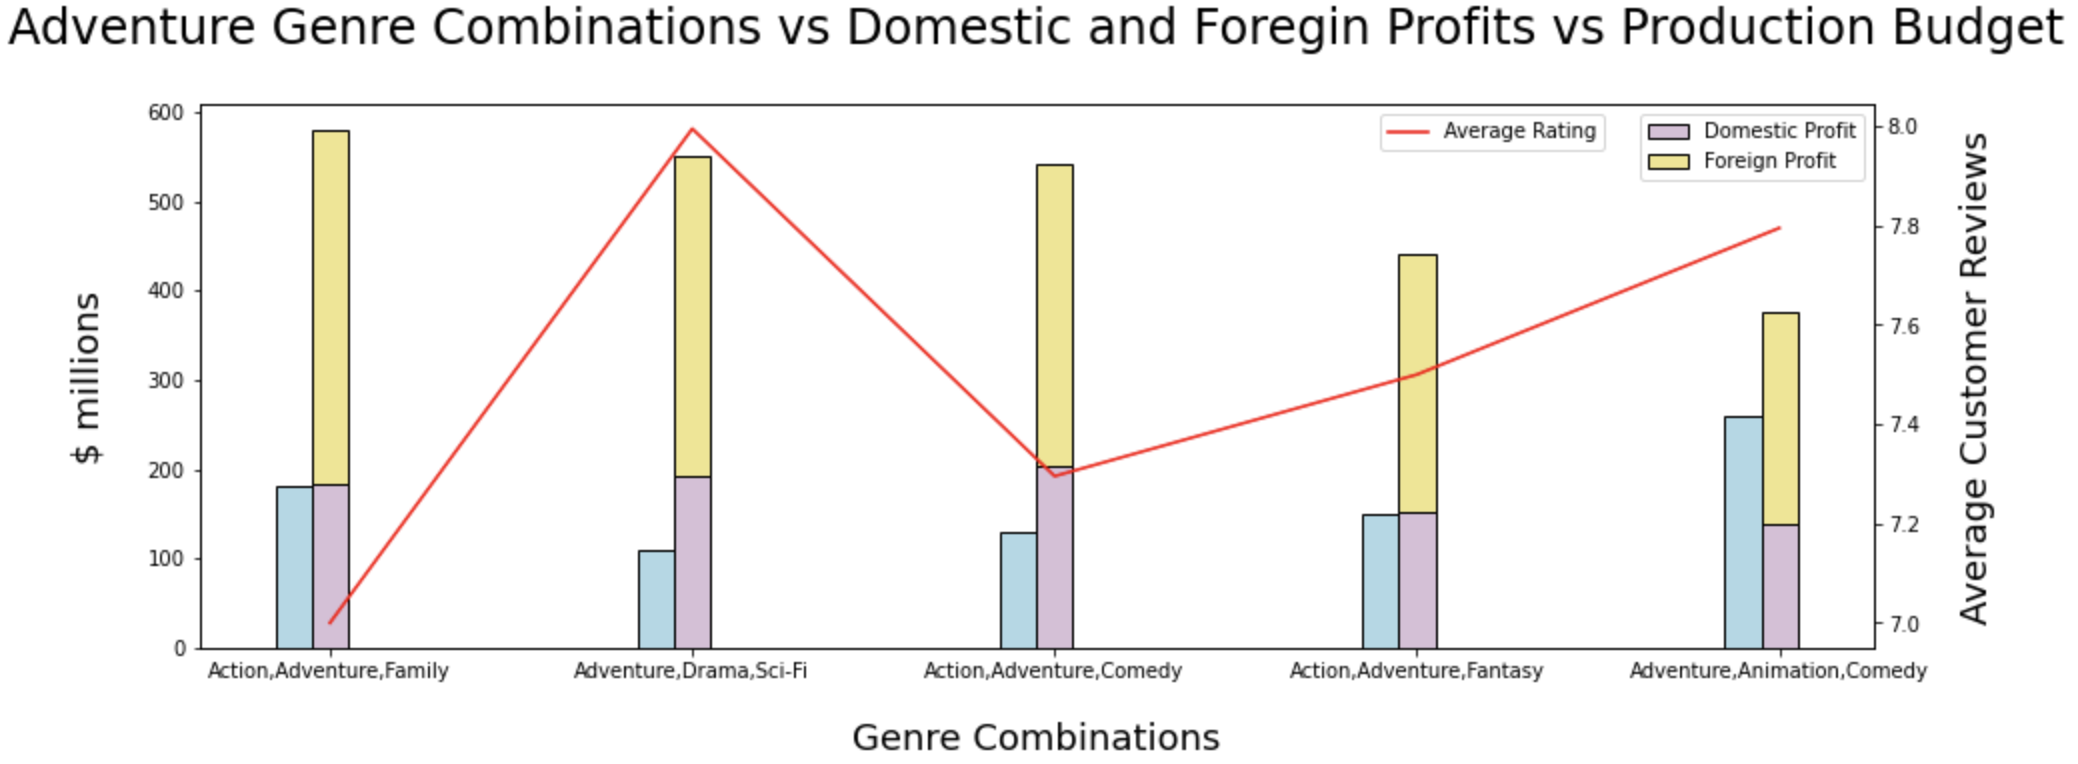 Adventure Genre Combinations vs Domestic and Foregin Profits vs Production Budget
600
500
400
300
200
100
0
$ millions
Average Rating
Domestic Profit
Foreign Profit
8.0
7.8
7.6
7.4
7.2
7.0
Average Customer Reviews
Action,Adventure,Family
Adventure,Drama,Sci-Fi
Action,Adventure,Comedy
Action,Adventure,Fantasy
Adventure,Animation,Comedy
Genre Combinations